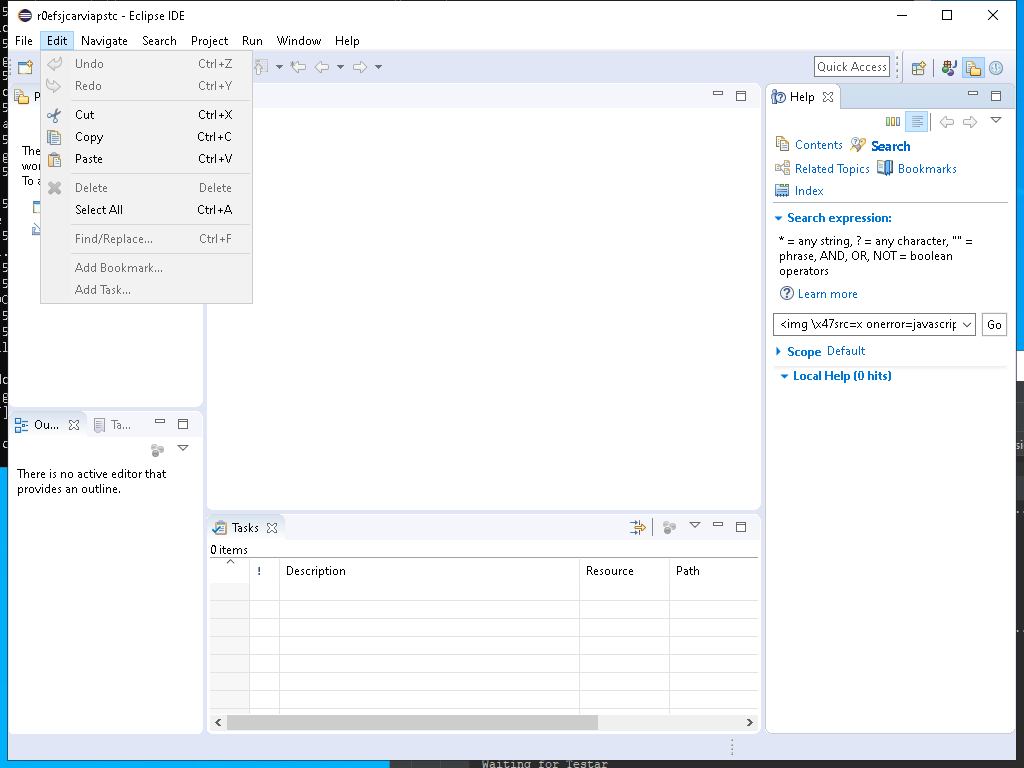 r0efsjcarviapstc - Eclipse IDE
File Edit Navigate Search Project Run Window Help
Quick Access
Undo Ctrl+Z
Redo Ctrl+Y
Cut Ctrl+X
Copy Ctrl+C
Paste Ctrl+V
Delete Delete
Select All Ctrl+A
Find/Replace... Ctrl+F
Add Bookmark...
Add Task...
The
To a
Help
Contents Search
Related Topics Bookmarks
Index
Search expression:
* = any string, ? = any character, "" =
phrase, AND, OR, NOT = boolean
operators
Learn more
<img \x47src=x onerror=javascrip
Go
Scope Default
Local Help (0 hits)
Ou... Ta...
There is no active editor that
provides an outline.
Tasks
0 items
! Description Resource Path
Waiting for Testar